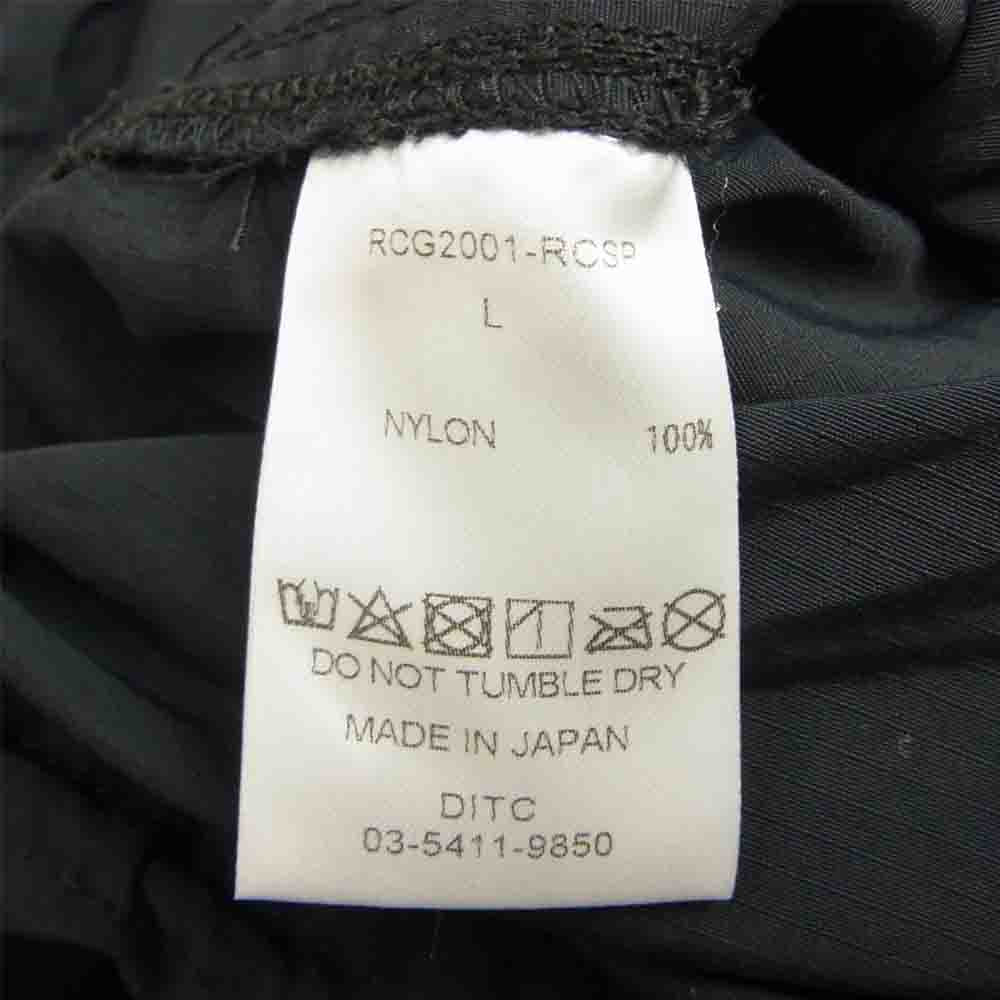 RCG2001-RCSP
L
NYLON 100%
DO NOT TUMBLE DRY
MADE IN JAPAN
DITC
03-5411-9850